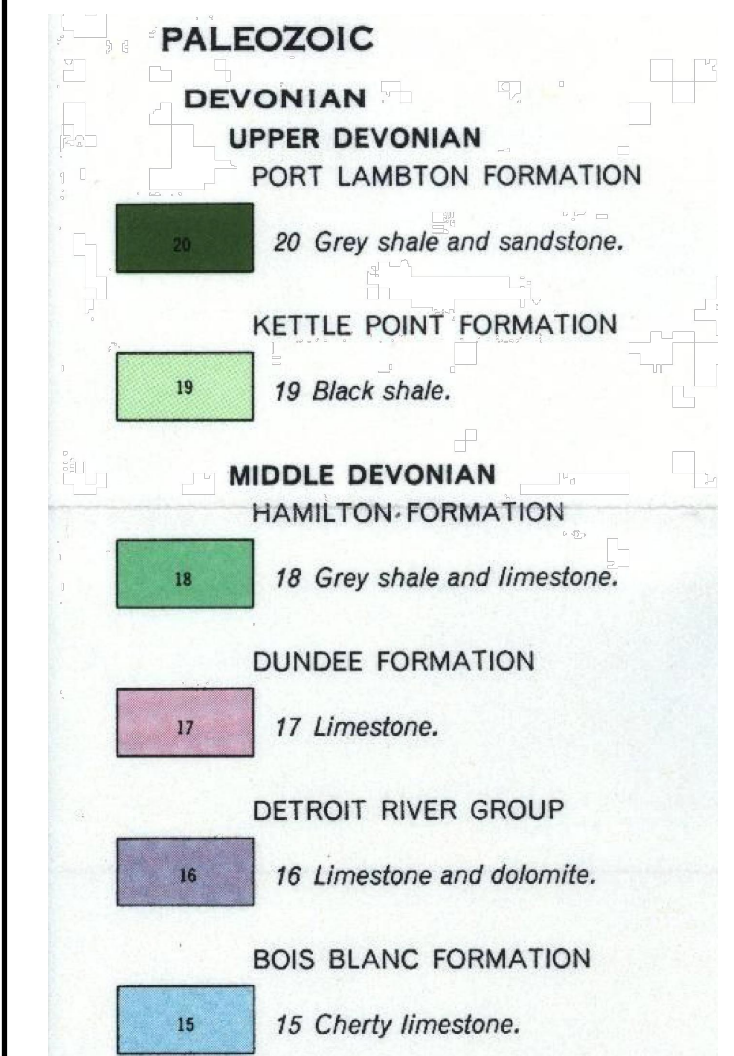 PALEOZOIC
DEVONIAN
UPPER DEVONIAN
PORT LAMBTON FORMATION
20
20 Grey shale and sandstone.
KETTLE POINT FORMATION
19
19 Black shale.
MIDDLE DEVONIAN
HAMILTON FORMATION
18
18 Grey shale and limestone.
DUNDEE FORMATION
17
17 Limestone.
DETROIT RIVER GROUP
16
16 Limestone and dolomite.
BOIS BLANC FORMATION
15
15 Cherty limestone.